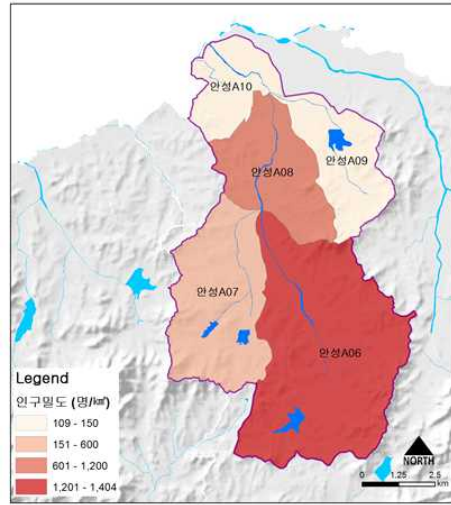 안성A10
안성A09
안성A08
안성A07
안성A06
Legend
인구밀도 (명/㎢)
109 - 150
151 - 600
601 - 1,200
1,201 - 1,404
NORTH
0 1.25 2.5
km